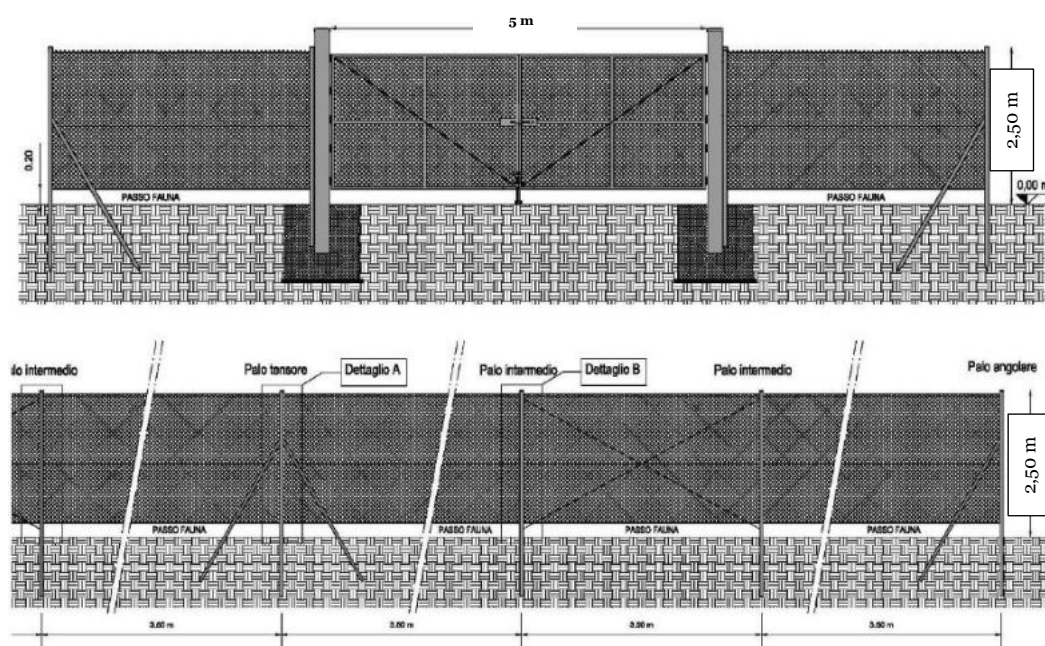 5 m
2,50 m
0.20
PASSO FAUNA
PASSO FAUNA
0,00 m
alo intermedio
Palo tensore
Dettaglio A
Palo intermedio
Dettaglio B
Palo intermedio
Palo angolare
2,50 m
PASSO FAUNA
PASSO FAUNA
PASSO FAUNA
PASSO FAUNA
3.50 m
3.50 m
3.50 m
3.50 m